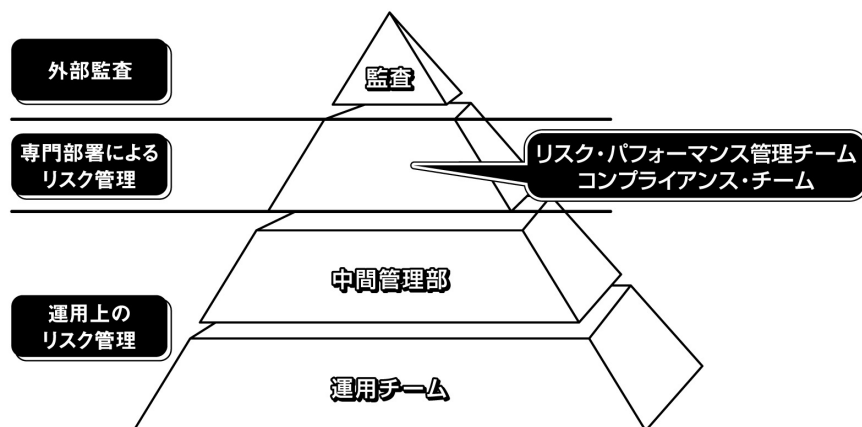 外部監査
監査
専門部署による
リスク管理
リスク・パフォーマンス管理チーム
コンプライアンス・チーム
運用上の
リスク管理
中間管理部
運用チーム